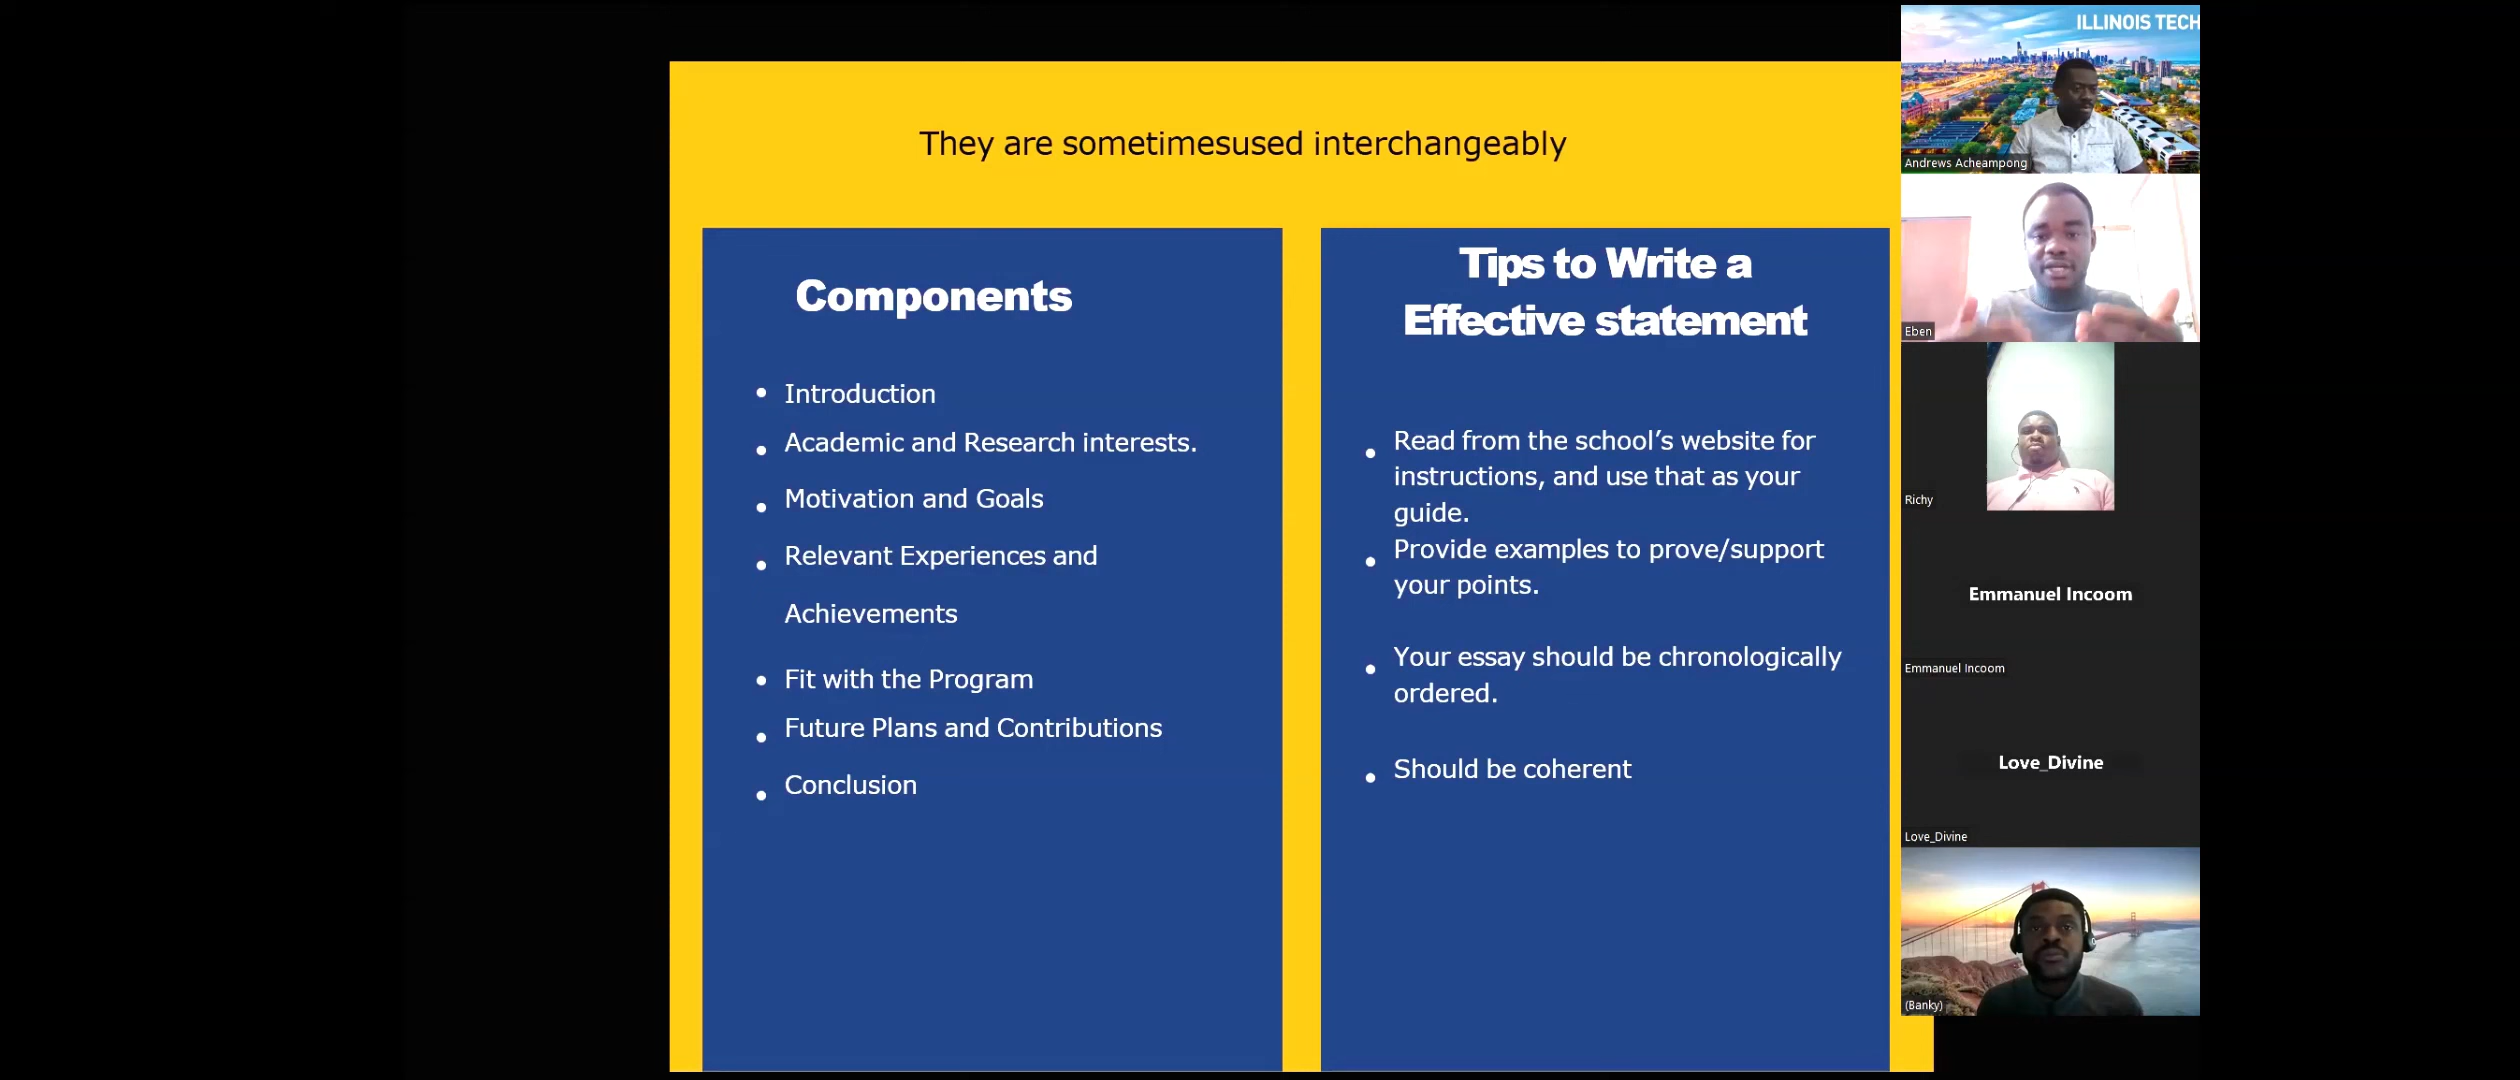 They are sometimesused interchangeably
Components
• Introduction
• Academic and Research interests.
• Motivation and Goals
• Relevant Experiences and
Achievements
• Fit with the Program
• Future Plans and Contributions
• Conclusion
Tips to Write a
Effective statement
• Read from the school’s website for
instructions, and use that as your
guide.
• Provide examples to prove/support
your points.
• Your essay should be chronologically
ordered.
• Should be coherent
ILLINOIS TECH
Andrews Acheampong
Eben
Richy
Emmanuel Incoom
Emmanuel Incoom
Love_Divine
Love_Divine
(Banky)